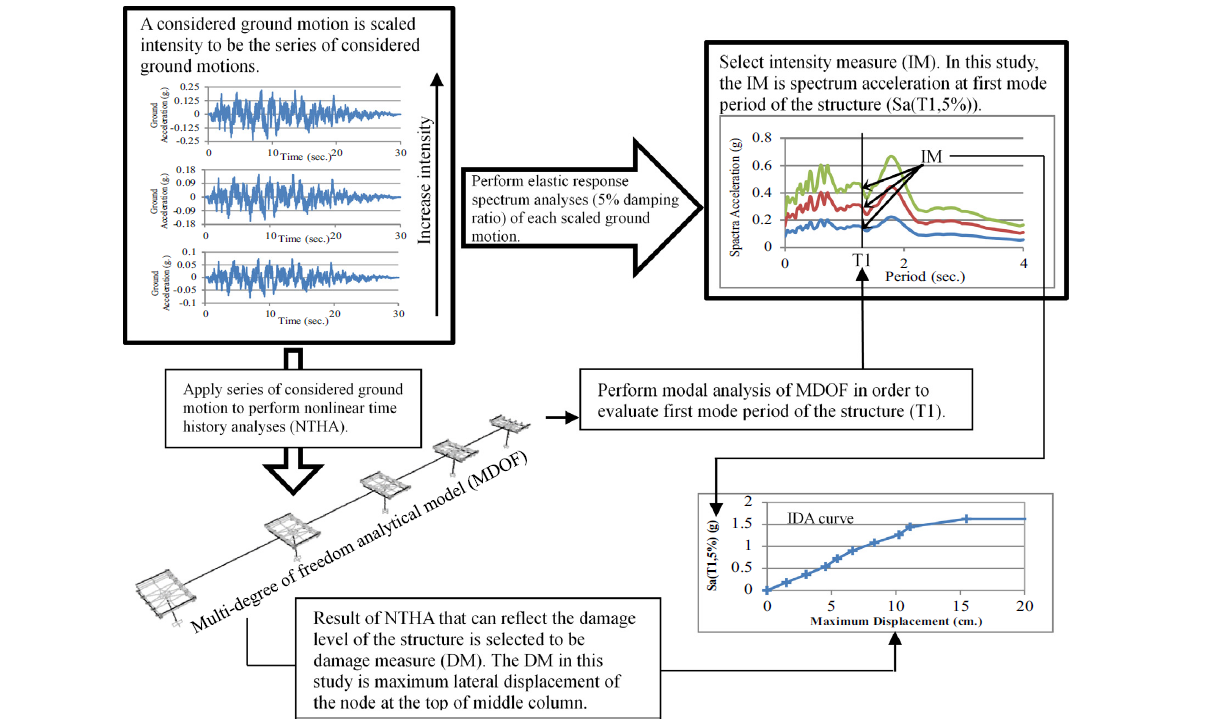 A considered ground motion is scaled
intensity to be the series of considered
ground motions.
Ground
Acceleration (g.)
0.25
0.125
0
-0.125
-0.25
0
10
20
30
Time (sec.)
Ground
Acceleration (g.)
0.18
0.09
0
-0.09
-0.18
0
10
20
30
Time (sec.)
Ground
Acceleration (g.)
0.1
0.05
0
-0.05
-0.1
0
10
20
30
Time (sec.)
Increase intensity
Perform elastic response
spectrum analyses (5% damping
ratio) of each scaled ground
motion.
Select intensity measure (IM). In this study,
the IM is spectrum acceleration at first mode
period of the structure (Sa(T1,5%)).
Spactra Acceleration (g)
0.8
0.6
0.4
0.2
0
0
T1
2
4
Period (sec.)
IM
Apply series of considered ground
motion to perform nonlinear time
history analyses (NTHA).
Perform modal analysis of MDOF in order to
evaluate first mode period of the structure (T1).
Multi-degree of freedom analytical model (MDOF)
Sa(T1,5%) (g)
2
1.5
1
0.5
0
IDA curve
0
5
10
15
20
Maximum Displacement (cm.)
Result of NTHA that can reflect the damage
level of the structure is selected to be
damage measure (DM). The DM in this
study is maximum lateral displacement of
the node at the top of middle column.